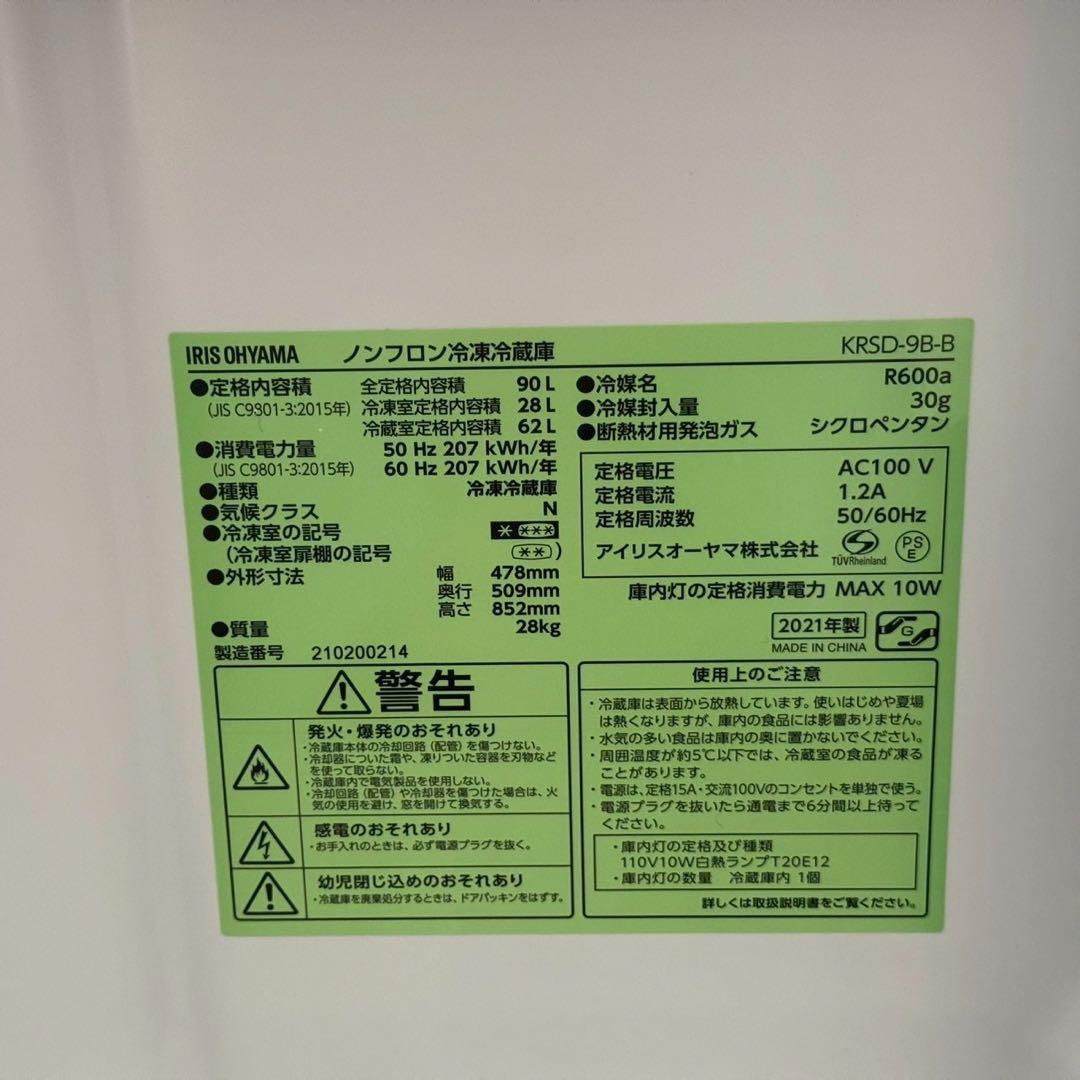 IRIS OHYAMA ノンフロン冷凍冷蔵庫 KRSD-9B-B
●定格内容積 全定格内容積 90 L
(JIS C9801-3:2015年) 冷凍室定格内容積 28 L
冷蔵室定格内容積 62 L
●消費電力量 50 Hz 207 kWh/年
(JIS C9801-3:2015年) 60 Hz 207 kWh/年
●種類 冷凍冷蔵庫
●気候クラス N
●冷凍室の記号 * ***
(冷凍室扉棚の記号 ** )
●外形寸法 幅 478mm
奥行 509mm
高さ 852mm
●質量 28kg
製造番号 210200214
●冷媒名 R600a
●冷媒封入量 30g
●断熱材用発泡ガス シクロペンタン
定格電圧 AC100 V
定格電流 1.2A
定格周波数 50/60Hz
アイリスオーヤマ株式会社 TÜVRheinland PS E
庫内灯の定格消費電力 MAX 10W
2021年製
MADE IN CHINA
G
警告
発火・爆発のおそれあり
・冷蔵庫本体の冷却回路(配管)を傷つけない。
・冷却器についた霜や、凍りついた容器を刃物など
を使って取らない。
・冷蔵庫内で電気製品を使用しない。
・冷却回路(配管)や冷却器を傷つけた場合は、火
気の使用を避け、窓を開けて換気する。
感電のおそれあり
・お手入れのときは、必ず電源プラグを抜く。
幼児閉じ込めのおそれあり
・冷蔵庫を廃棄処分するときは、ドアパッキンをはずす。
使用上のご注意
・冷蔵庫は表面から放熱しています。使いはじめや夏場
は熱くなりますが、庫内の食品には影響ありません。
・水気の多い食品は庫内の奥に置かないでください。
・周囲温度が約5℃以下では、冷蔵室の食品が凍る
ことがあります。
・電源は、定格15A・交流100Vのコンセントを単独で使う。
・電源プラグを抜いたら通電まで6分間以上待って
ください。
・庫内灯の定格及び種類
110V10W白熱ランプT20E12
・庫内灯の数量 冷蔵庫内 1個
詳しくは取扱説明書をご覧ください。